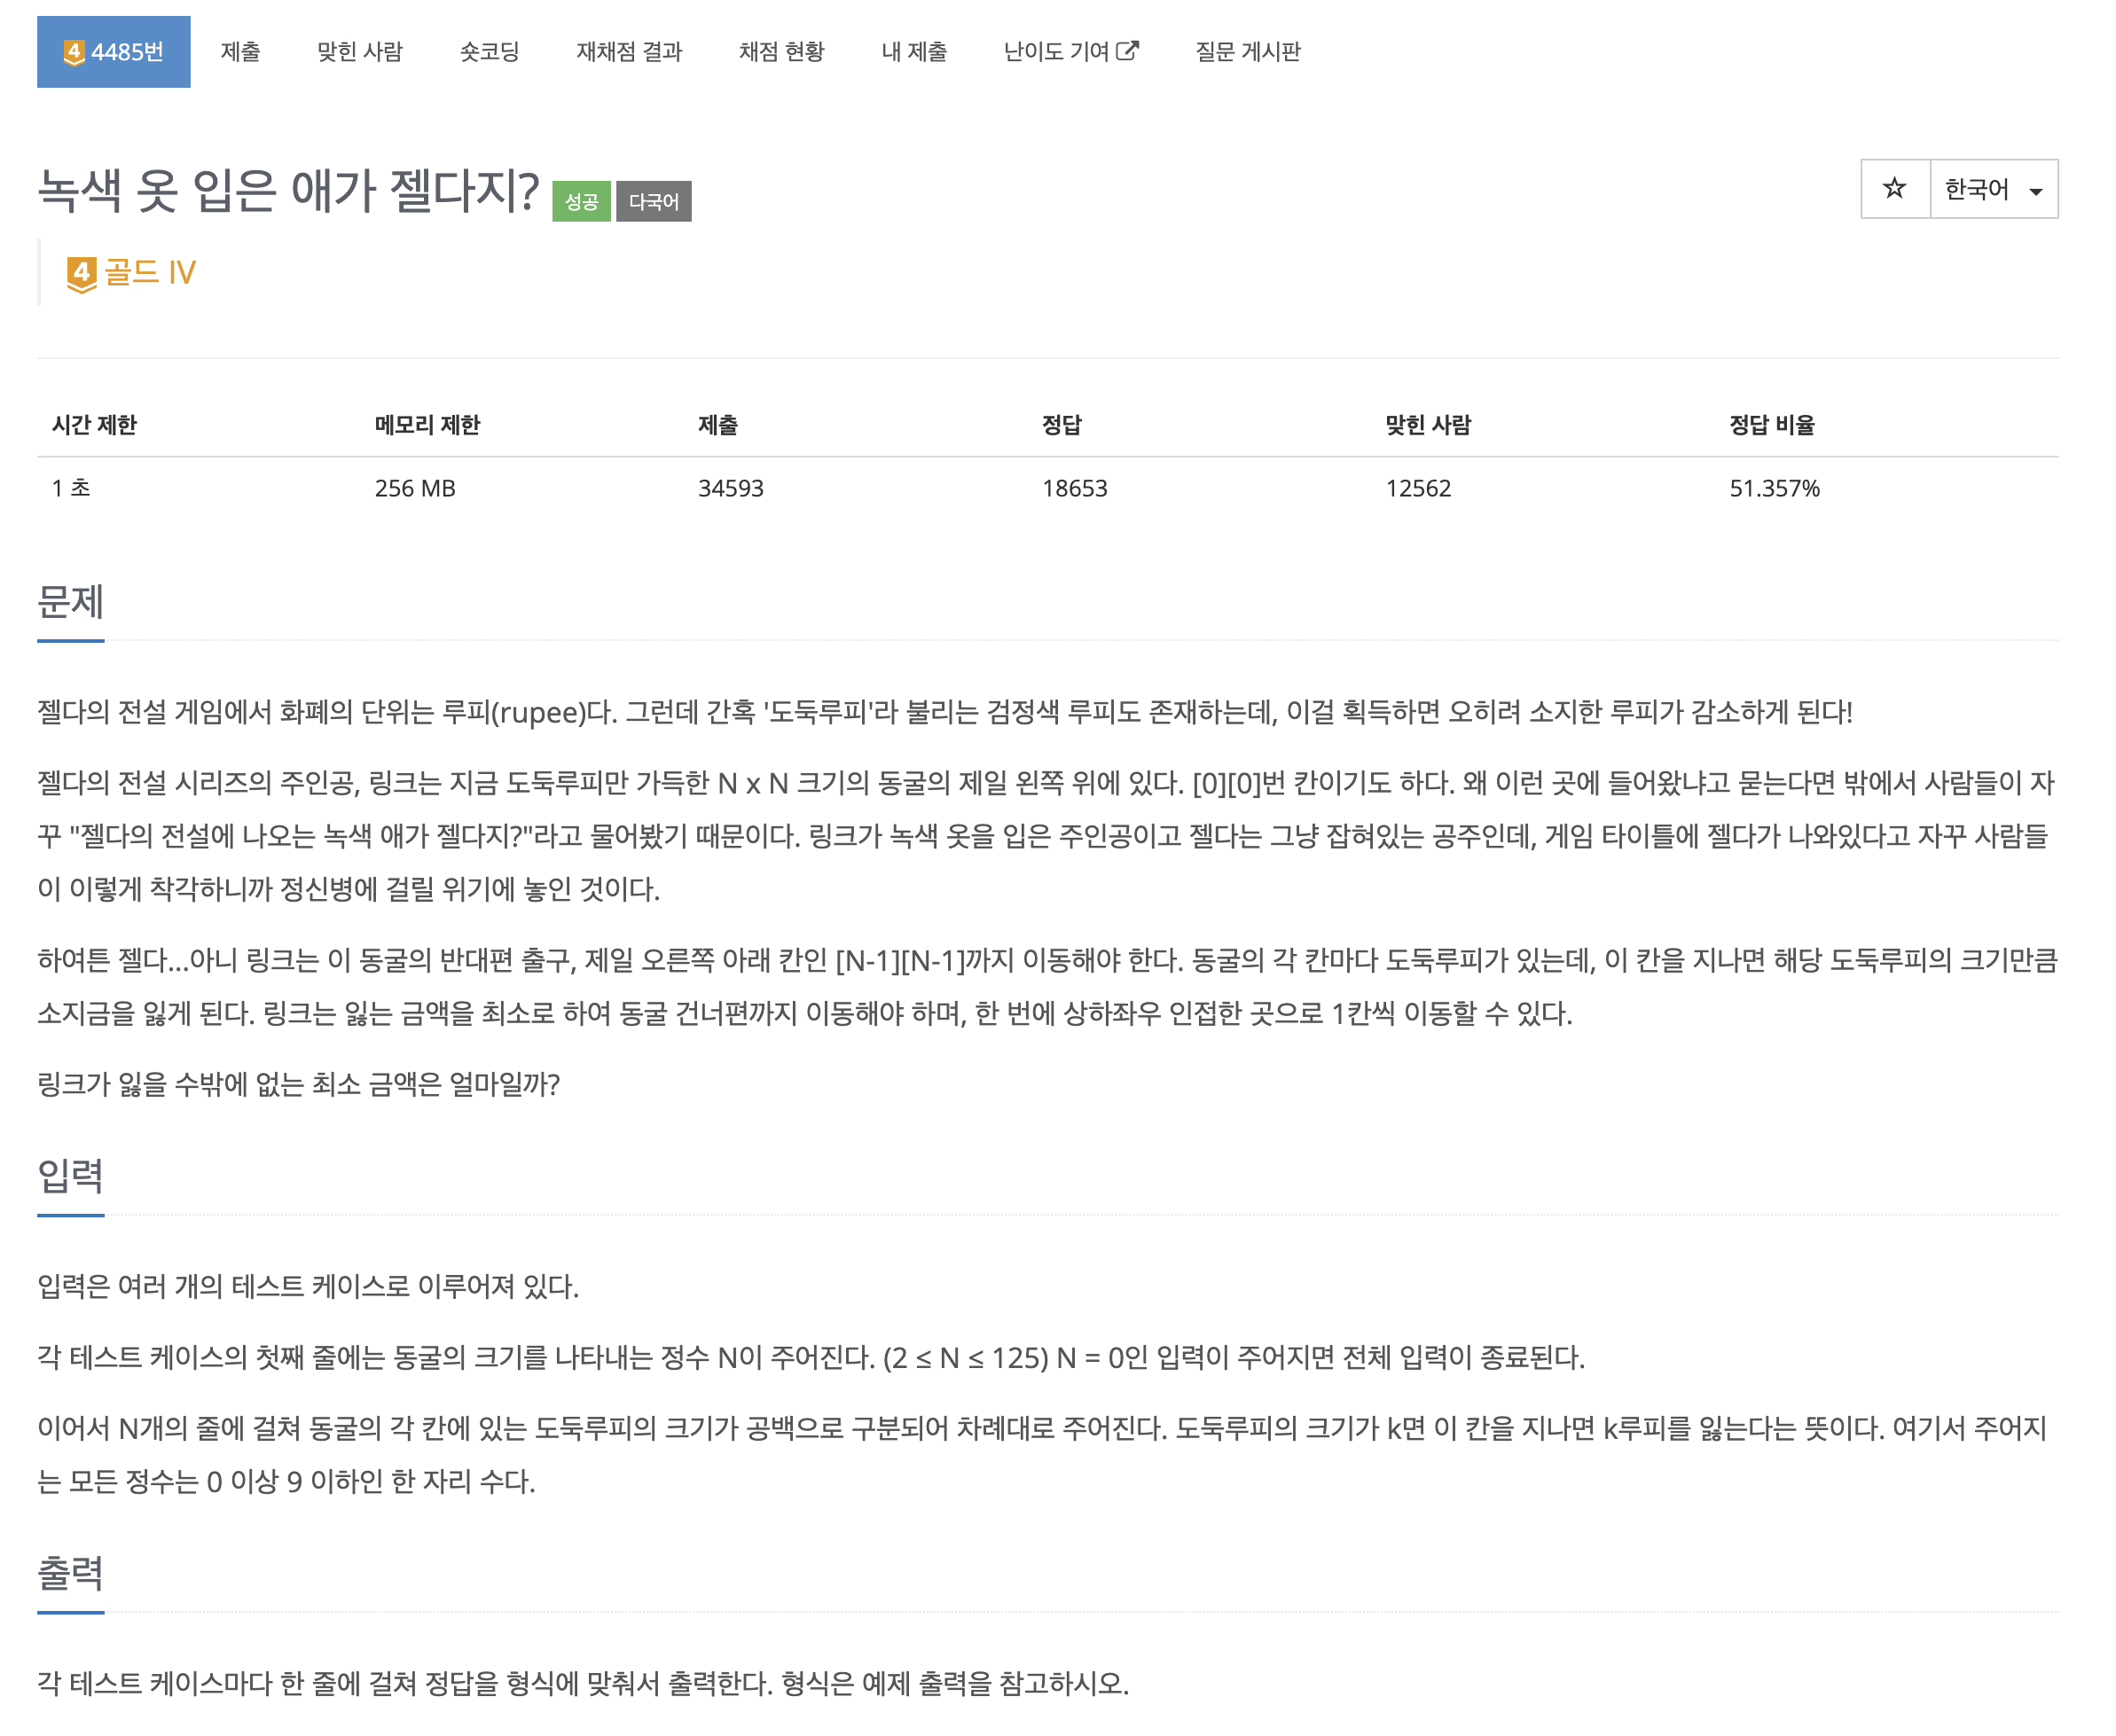 4 4485번 제출 맞힌 사람 숏코딩 재채점 결과 채점 현황 내 제출 난이도 기여 질문 게시판
녹색 옷 입은 애가 젤다지? 성공 다국어
☆ 한국어
4 골드 IV
시간 제한 메모리 제한 제출 정답 맞힌 사람 정답 비율
1 초 256 MB 34593 18653 12562 51.357%
문제
젤다의 전설 게임에서 화폐의 단위는 루피(rupee)다. 그런데 간혹 '도둑루피'라 불리는 검정색 루피도 존재하는데, 이걸 획득하면 오히려 소지한 루피가 감소하게 된다!
젤다의 전설 시리즈의 주인공, 링크는 지금 도둑루피만 가득한 N x N 크기의 동굴의 제일 왼쪽 위에 있다. [0][0]번 칸이기도 하다. 왜 이런 곳에 들어왔냐고 묻는다면 밖에서 사람들이 자
꾸 "젤다의 전설에 나오는 녹색 애가 젤다지?"라고 물어봤기 때문이다. 링크가 녹색 옷을 입은 주인공이고 젤다는 그냥 잡혀있는 공주인데, 게임 타이틀에 젤다가 나와있다고 자꾸 사람들
이 이렇게 착각하니까 정신병에 걸릴 위기에 놓인 것이다.
하여튼 젤다...아니 링크는 이 동굴의 반대편 출구, 제일 오른쪽 아래 칸인 [N-1][N-1]까지 이동해야 한다. 동굴의 각 칸마다 도둑루피가 있는데, 이 칸을 지나면 해당 도둑루피의 크기만큼
소지금을 잃게 된다. 링크는 잃는 금액을 최소로 하여 동굴 건너편까지 이동해야 하며, 한 번에 상하좌우 인접한 곳으로 1칸씩 이동할 수 있다.
링크가 잃을 수밖에 없는 최소 금액은 얼마일까?
입력
입력은 여러 개의 테스트 케이스로 이루어져 있다.
각 테스트 케이스의 첫째 줄에는 동굴의 크기를 나타내는 정수 N이 주어진다. (2 ≤ N ≤ 125) N = 0인 입력이 주어지면 전체 입력이 종료된다.
이어서 N개의 줄에 걸쳐 동굴의 각 칸에 있는 도둑루피의 크기가 공백으로 구분되어 차례대로 주어진다. 도둑루피의 크기가 k면 이 칸을 지나면 k루피를 잃는다는 뜻이다. 여기서 주어지
는 모든 정수는 0 이상 9 이하인 한 자리 수다.
출력
각 테스트 케이스마다 한 줄에 걸쳐 정답을 형식에 맞춰서 출력한다. 형식은 예제 출력을 참고하시오.